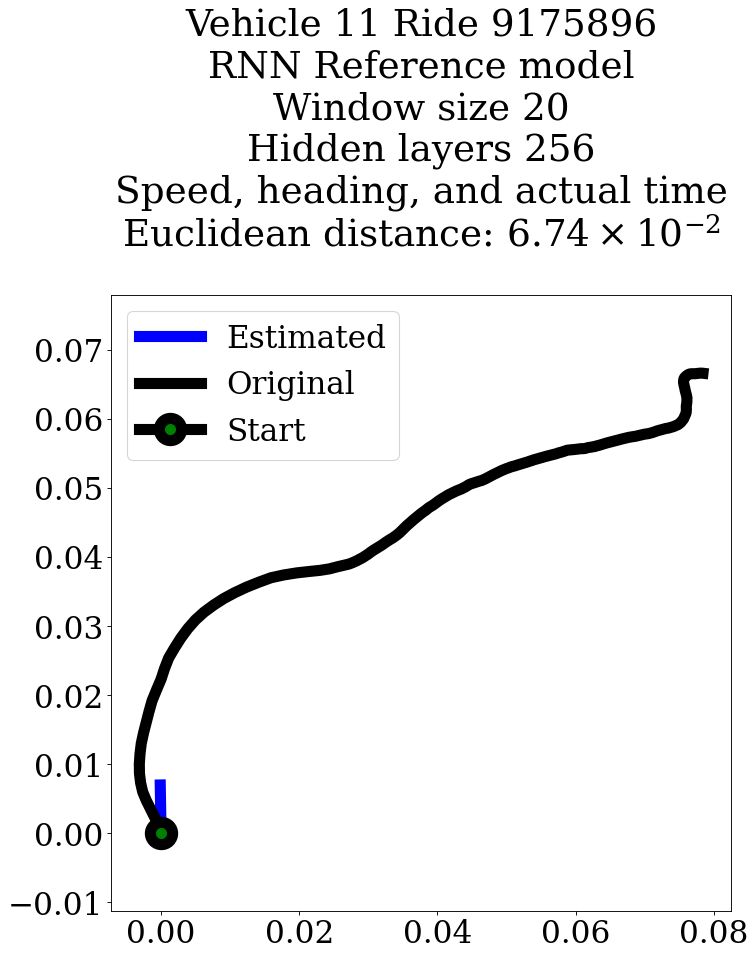 Vehicle 11 Ride 9175896
RNN Reference model
Window size 20
Hidden layers 256
Speed, heading, and actual time
Euclidean distance: 6.74 × 10⁻²
Estimated
Original
Start
0.07
0.06
0.05
0.04
0.03
0.02
0.01
0.00
−0.01
0.00 0.02 0.04 0.06 0.08